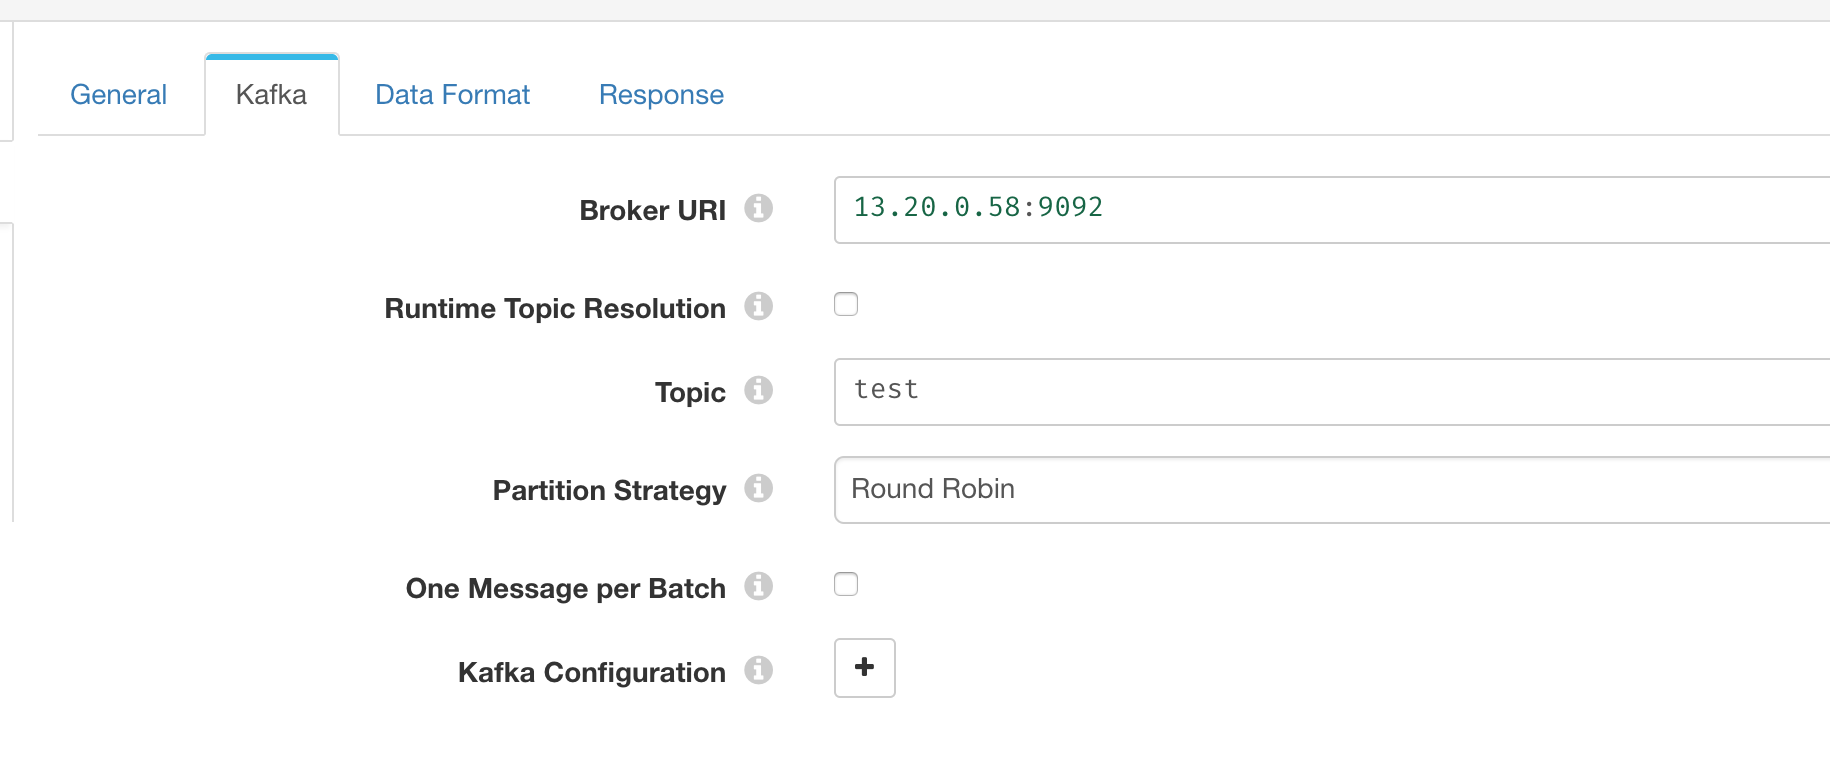 General Kafka Data Format Response
Broker URI 13.20.0.58:9092
Runtime Topic Resolution
Topic test
Partition Strategy Round Robin
One Message per Batch
Kafka Configuration +